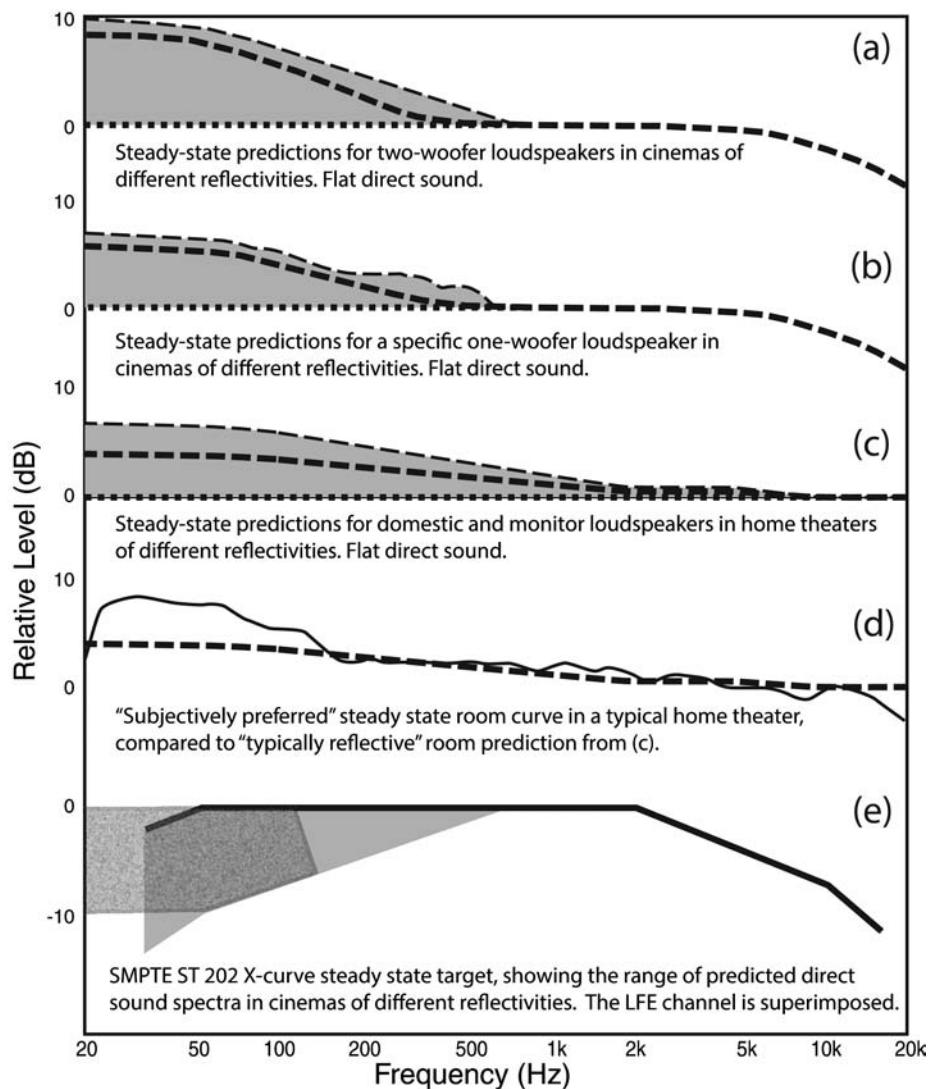 10
(a)
0
Steady-state predictions for two-woofer loudspeakers in cinemas of
different reflectivities. Flat direct sound.
10
(b)
0
Steady-state predictions for a specific one-woofer loudspeaker in
cinemas of different reflectivities. Flat direct sound.
10
(c)
0
Steady-state predictions for domestic and monitor loudspeakers in home theaters
of different reflectivities. Flat direct sound.
10
(d)
0
"Subjectively preferred" steady state room curve in a typical home theater,
compared to "typically reflective" room prediction from (c).
0
(e)
-10
SMPTE ST 202 X-curve steady state target, showing the range of predicted direct
sound spectra in cinemas of different reflectivities. The LFE channel is superimposed.
Relative Level (dB)
20 50 100 200 500 1k 2k 5k 10k 20k
Frequency (Hz)